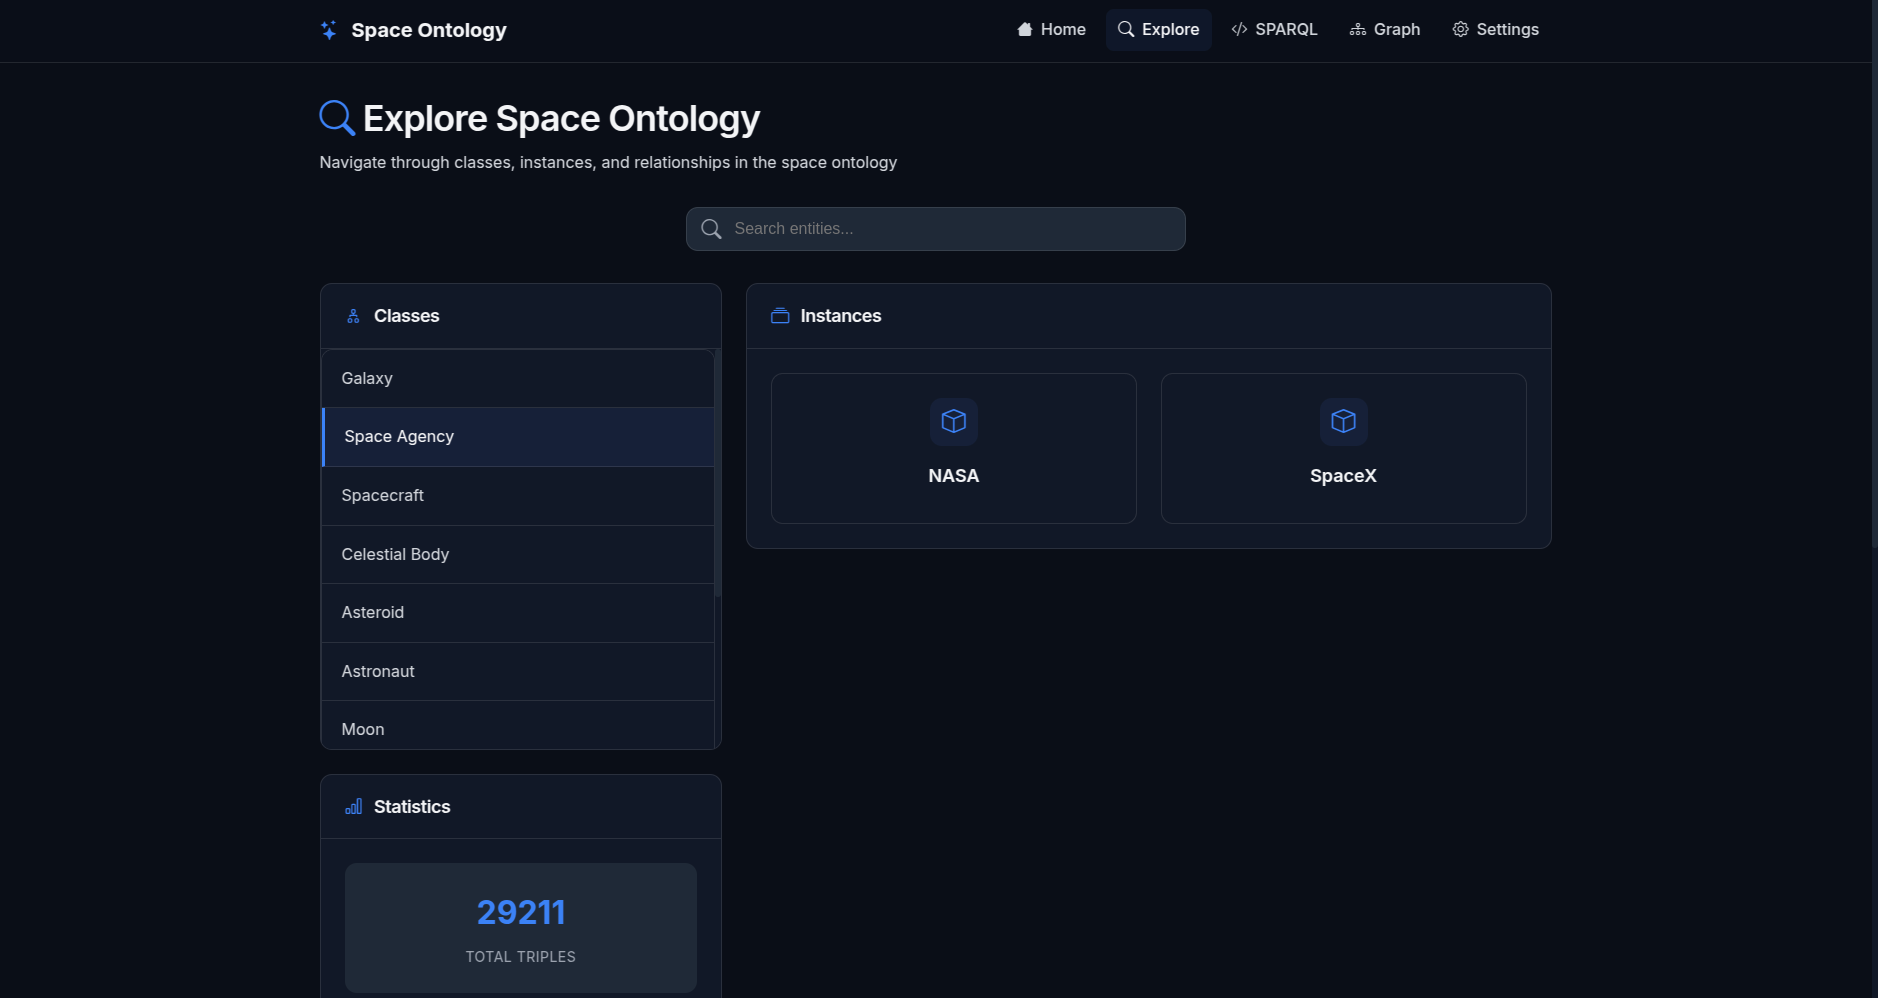 Space Ontology
Home
Explore
SPARQL
Graph
Settings
Explore Space Ontology
Navigate through classes, instances, and relationships in the space ontology
Search entities...
Classes
Galaxy
Space Agency
Spacecraft
Celestial Body
Asteroid
Astronaut
Moon
Instances
NASA
SpaceX
Statistics
29211
TOTAL TRIPLES